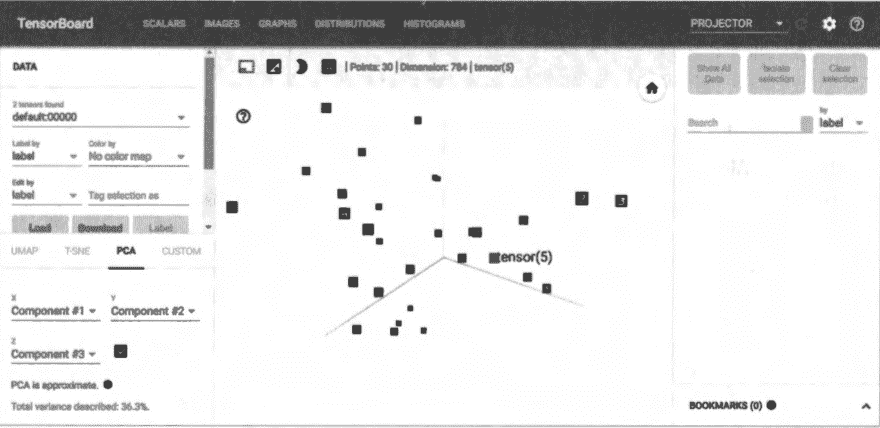 TensorBoard SCALARS IMAGES GRAPHS DISTRIBUTIONS HISTOGRAMS PROJECTOR
DATA
2 tensors found
default:00000
Label by
label
Color by
No color map
Edit by
label
Tag selection as
Load Download Label
UMAP T-SNE PCA CUSTOM
X
Component #1
Y
Component #2
Z
Component #3
PCA is approximate.
Total variance described: 36.3%.
| Points: 30 | Dimension: 784 | tensor(5)
tensor(5)
Show All Data
Isolate selection
Clear selection
Search
by
label
BOOKMARKS (0)